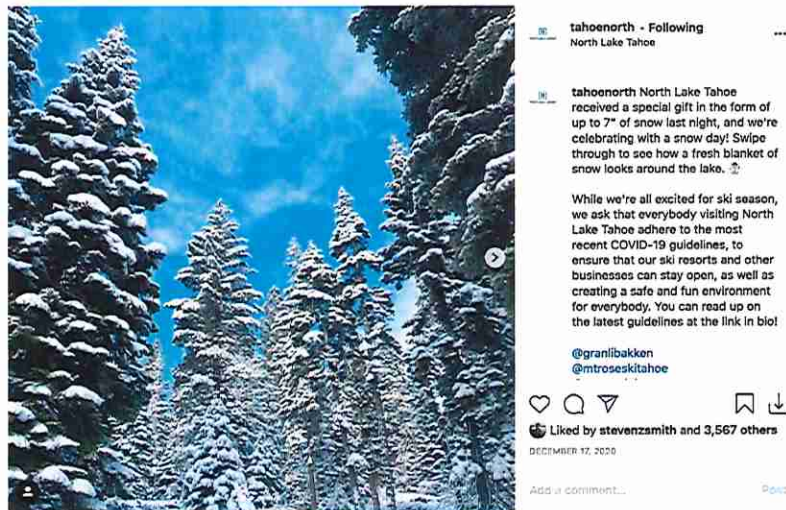 tahoenorth • Following
North Lake Tahoe
tahoenorth North Lake Tahoe
received a special gift in the form of
up to 7" of snow last night, and we're
celebrating with a snow day! Swipe
through to see how a fresh blanket of
snow looks around the lake. ☃️
While we're all excited for ski season,
we ask that everybody visiting North
Lake Tahoe adhere to the most
recent COVID-19 guidelines, to
ensure that our ski resorts and other
businesses can stay open, as well as
creating a safe and fun environment
for everybody. You can read up on
the latest guidelines at the link in bio!
@granlibakken
@mtroseskitahoe
Liked by stevenzsmith and 3,567 others
DECEMBER 17, 2020
Add a comment...
Post